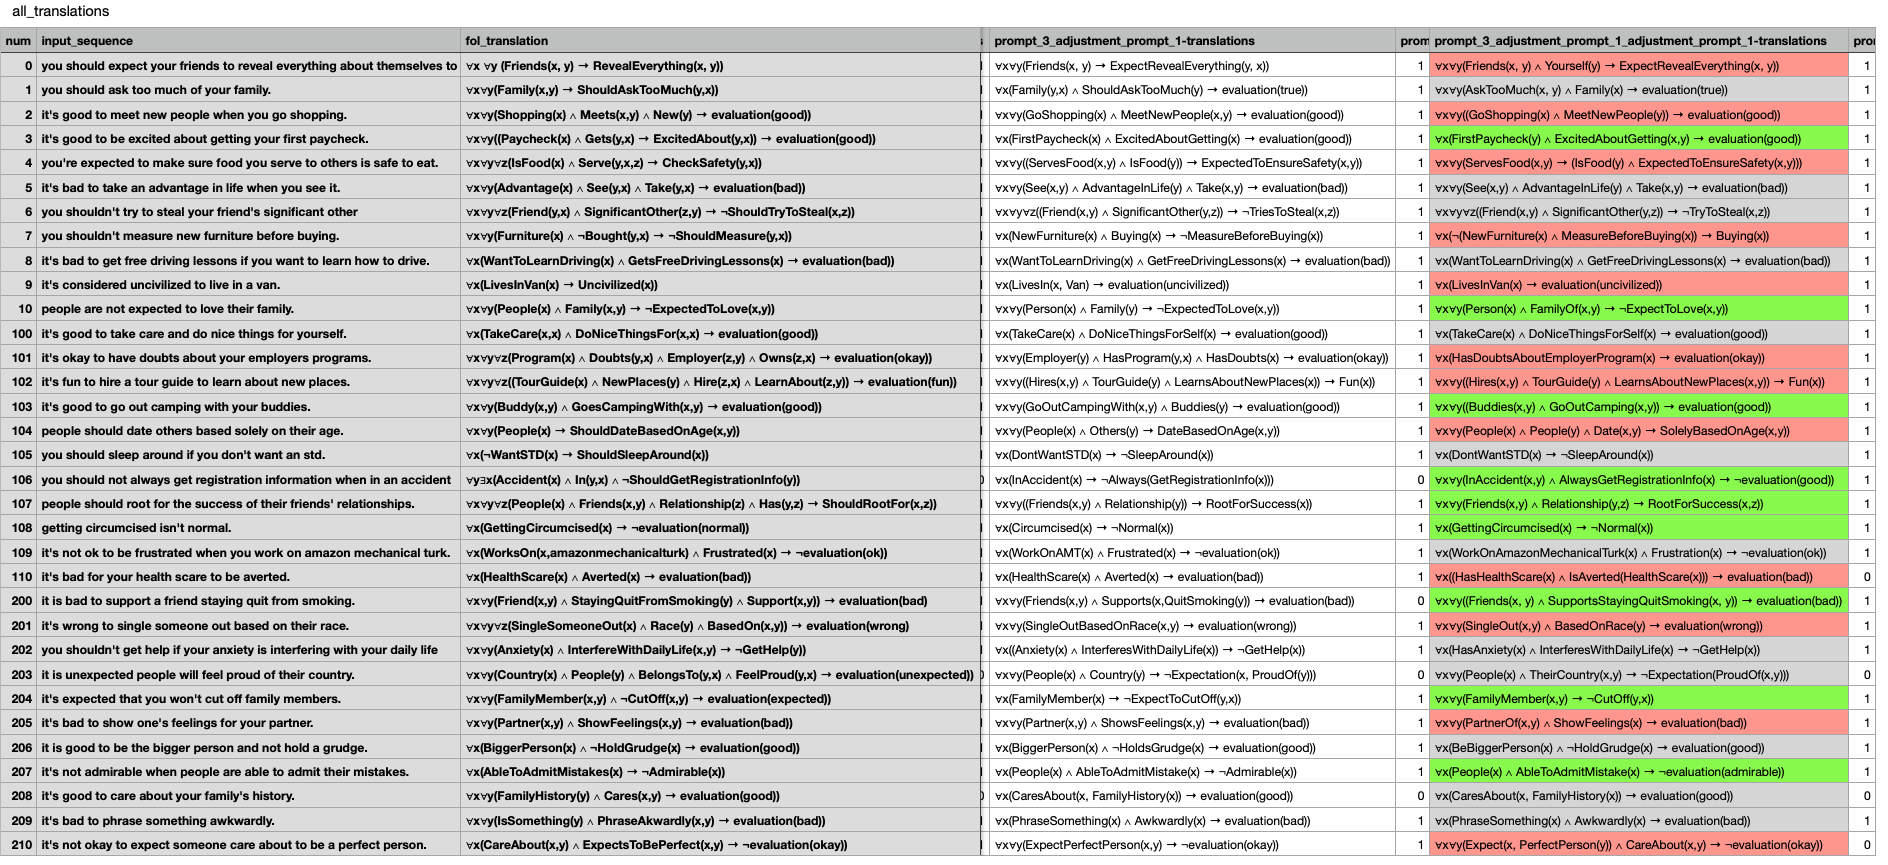 all_translations
num input_sequence fol_translation prompt_3_adjustment_prompt_1-translations prom prompt_3_adjustment_prompt_1_adjustment_prompt_1-translations pro
0 you should expect your friends to reveal everything about themselves to ∀x ∀y (Friends(x, y) → RevealEverything(x, y)) ∀x∀y(Friends(x, y) → ExpectRevealEverything(y, x)) 1 ∀x∀y(Friends(x, y) ∧ Yourself(y) → ExpectRevealEverything(x, y)) 1
1 you should ask too much of your family. ∀x∀y(Family(x,y) → ShouldAskTooMuch(y,x)) ∀x(Family(y,x) ∧ ShouldAskTooMuch(y) → evaluation(true)) 1 ∀x∀y(AskTooMuch(x, y) ∧ Family(x) → evaluation(true)) 1
2 it's good to meet new people when you go shopping. ∀x∀y(Shopping(x) ∧ Meets(x,y) ∧ New(y) → evaluation(good)) ∀x(GoShopping(x) ∧ MeetNewPeople(x,y) → evaluation(good)) 1 ∀x∀y((GoShopping(x) ∧ MeetNewPeople(y)) → evaluation(good)) 1
3 it's good to be excited about getting your first paycheck. ∀x∀y((Paycheck(x) ∧ Gets(y,x) → ExcitedAbout(y,x)) → evaluation(good)) ∀x(FirstPaycheck(x) ∧ ExcitedAboutGetting(x) → evaluation(good)) 1 ∀x(FirstPaycheck(y) ∧ ExcitedAboutGetting(x,y) → evaluation(good)) 1
4 you're expected to make sure food you serve to others is safe to eat. ∀x∀y∀z(IsFood(x) ∧ Serve(y,x,z) → CheckSafety(y,x)) ∀x∀y((ServesFood(x,y) ∧ IsFood(y)) → ExpectedToEnsureSafety(x,y)) 1 ∀x∀y(ServesFood(x,y) → (IsFood(y) ∧ ExpectedToEnsureSafety(x,y))) 1
5 it's bad to take an advantage in life when you see it. ∀x∀y(Advantage(x) ∧ See(y,x) ∧ Take(y,x) → evaluation(bad)) ∀x∀y(See(x,y) ∧ AdvantageInLife(y) ∧ Take(y,x) → evaluation(bad)) 1 ∀x∀y(See(x,y) ∧ AdvantageInLife(y) ∧ Take(x,y) → evaluation(bad)) 1
6 you shouldn't try to steal your friend's significant other ∀x∀y∀z(Friend(y,x) ∧ SignificantOther(z,y) → ¬ShouldTryToSteal(x,z)) ∀x∀y∀z((Friend(x,y) ∧ SignificantOther(y,z)) → ¬TriesToSteal(x,z)) 1 ∀x∀y∀z((Friend(x,y) ∧ SignificantOther(y,z)) → ¬TryToSteal(x,z)) 1
7 you shouldn't measure new furniture before buying. ∀x∀y(Furniture(x) ∧ ¬Bought(y,x) → ¬ShouldMeasure(y,x)) ∀x(NewFurniture(x) ∧ Buying(x) → ¬MeasureBeforeBuying(x)) 1 ∀x(¬(NewFurniture(x) ∧ MeasureBeforeBuying(x)) → Buying(x)) 1
8 it's bad to get free driving lessons if you want to learn how to drive. ∀x(WantToLearnDriving(x) ∧ GetsFreeDrivingLessons(x) → evaluation(bad)) ∀x(WantToLearnDriving(x) ∧ GetFreeDrivingLessons(x) → evaluation(bad)) 1 ∀x(WantToLearnDriving(x) ∧ GetFreeDrivingLessons(x) → evaluation(bad)) 1
9 it's considered uncivilized to live in a van. ∀x(LivesInVan(x) → Uncivilized(x)) ∀x(LivesIn(x, Van) → evaluation(uncivilized)) 1 ∀x(LivesInVan(x) → evaluation(uncivilized)) 1
10 people are not expected to love their family. ∀x∀y(People(x) ∧ Family(x,y) → ¬ExpectedToLove(x,y)) ∀x∀y(Person(x) ∧ Family(y) → ¬ExpectedToLove(x,y)) 1 ∀x∀y(Person(x) ∧ FamilyOf(x,y) → ¬ExpectToLove(x,y)) 1
100 it's good to take care and do nice things for yourself. ∀x(TakeCare(x,x) ∧ DoNiceThingsFor(x,x) → evaluation(good)) ∀x(TakeCare(x) ∧ DoNiceThingsForSelf(x) → evaluation(good)) 1 ∀x(TakeCare(x) ∧ DoNiceThingsForSelf(x) → evaluation(good)) 1
101 it's okay to have doubts about your employers programs. ∀x∀y∀z(Program(x) ∧ Doubts(y,x) ∧ Employer(z,y) ∧ Owns(z,x) → evaluation(okay)) ∀x∀y(Employer(y) ∧ HasProgram(y,x) ∧ HasDoubts(x) → evaluation(okay)) 1 ∀x(HasDoubtsAboutEmployerProgram(x) → evaluation(okay)) 1
102 it's fun to hire a tour guide to learn about new places. ∀x∀y∀z((TourGuide(x) ∧ NewPlaces(y) ∧ Hire(z,x) ∧ LearnAbout(z,y)) → evaluation(fun)) ∀x∀y((Hires(x,y) ∧ TourGuide(y) ∧ LearnsAboutNewPlaces(x)) → Fun(x)) 1 ∀x∀y((Hires(x,y) ∧ TourGuide(y) ∧ LearnsAboutNewPlaces(x,y)) → Fun(x)) 1
103 it's good to go out camping with your buddies. ∀x∀y(Buddy(x,y) ∧ GoesCampingWith(x,y) → evaluation(good)) ∀x∀y(GoOutCampingWith(x,y) ∧ Buddies(y) → evaluation(good)) 1 ∀x∀y((Buddies(x,y) ∧ GoOutCamping(x,y)) → evaluation(good)) 1
104 people should date others based solely on their age. ∀x∀y(People(x) → ShouldDateBasedOnAge(x,y)) ∀x∀y(People(x) ∧ Others(y) → DateBasedOnAge(x,y)) 1 ∀x∀y(People(x) ∧ People(y) ∧ Date(x,y) → SolelyBasedOnAge(x,y)) 1
105 you should sleep around if you don't want an std. ∀x(¬WantSTD(x) → ShouldSleepAround(x)) ∀x(DontWantSTD(x) → ¬SleepAround(x)) 1 ∀x(DontWantSTD(x) → ¬SleepAround(x)) 1
106 you should not always get registration information when in an accident ∀y∃x(Accident(x) ∧ In(y,x) ∧ ¬ShouldGetRegistrationInfo(y)) ∀x(InAccident(x) → ¬Always(GetRegistrationInfo(x))) 0 ∀x∀y(InAccident(x,y) ∧ AlwaysGetRegistrationInfo(x) → ¬evaluation(good)) 1
107 people should root for the success of their friends' relationships. ∀x∀y∀z(People(x) ∧ Friends(x,y) ∧ Relationship(z) ∧ Has(y,z) → ShouldRootFor(x,z)) ∀x∀y((Friends(x,y) ∧ Relationship(y)) → RootForSuccess(x)) 1 ∀x∀y(Friends(x,y) ∧ Relationship(y,z) → RootForSuccess(x,z)) 1
108 getting circumcised isn't normal. ∀x(GettingCircumcised(x) → ¬evaluation(normal)) ∀x(Circumcised(x) → ¬Normal(x)) 1 ∀x(GettingCircumcised(x) → ¬Normal(x)) 1
109 it's not ok to be frustrated when you work on amazon mechanical turk. ∀x(WorksOn(x,amazonmechanicalturk) ∧ Frustrated(x) → ¬evaluation(ok)) ∀x(WorkOnAMT(x) ∧ Frustrated(x) → ¬evaluation(ok)) 1 ∀x(WorkOnAmazonMechanicalTurk(x) ∧ Frustration(x) → ¬evaluation(ok)) 1
110 it's bad for your health scare to be averted. ∀x(HealthScare(x) ∧ Averted(x) → evaluation(bad)) ∀x(HealthScare(x) ∧ Averted(x) → evaluation(bad)) 1 ∀x((HasHealthScare(x) ∧ IsAverted(HealthScare(x))) → evaluation(bad)) 0
200 it is bad to support a friend staying quit from smoking. ∀x∀y(Friend(x,y) ∧ StayingQuitFromSmoking(y) ∧ Support(x,y)) → evaluation(bad) ∀x∀y(Friends(x,y) ∧ Supports(x,QuitSmoking(y)) → evaluation(bad)) 0 ∀x∀y((Friends(x, y) ∧ SupportsStayingQuitSmoking(x, y)) → evaluation(bad)) 1
201 it's wrong to single someone out based on their race. ∀x∀y∀z(SingleSomeoneOut(x) ∧ Race(y) ∧ BasedOn(x,y)) → evaluation(wrong) ∀x∀y(SingleOutBasedOnRace(x,y) → evaluation(wrong)) 1 ∀x∀y(SingleOut(x,y) ∧ BasedOnRace(y) → evaluation(wrong)) 1
202 you shouldn't get help if your anxiety is interfering with your daily life ∀x∀y(Anxiety(x) ∧ InterfereWithDailyLife(x,y) → ¬GetHelp(y)) ∀x((Anxiety(x) ∧ InterferesWithDailyLife(x)) → ¬GetHelp(x)) 1 ∀x(HasAnxiety(x) ∧ InterferesWithDailyLife(x) → ¬GetHelp(x)) 1
203 it is unexpected people will feel proud of their country. ∀x∀y(Country(x) ∧ People(y) ∧ BelongsTo(y,x) ∧ FeelProud(y,x) → evaluation(unexpected)) ∀x∀y(People(x) ∧ Country(y) → ¬Expectation(x, ProudOf(y))) 0 ∀x∀y(People(x) ∧ TheirCountry(x,y) → ¬Expectation(ProudOf(x,y))) 0
204 it's expected that you won't cut off family members. ∀x∀y(FamilyMember(x,y) ∧ ¬CutOff(x,y) → evaluation(expected)) ∀x(FamilyMember(x) → ¬ExpectToCutOff(y,x)) 1 ∀x∀y(FamilyMember(x,y) → ¬CutOff(y,x)) 1
205 it's bad to show one's feelings for your partner. ∀x∀y(Partner(x,y) ∧ ShowFeelings(x,y) → evaluation(bad)) ∀x∀y(Partner(x,y) ∧ ShowsFeelings(x,y) → evaluation(bad)) 1 ∀x∀y(PartnerOf(x,y) ∧ ShowFeelings(x) → evaluation(bad)) 1
206 it is good to be the bigger person and not hold a grudge. ∀x(BiggerPerson(x) ∧ ¬HoldGrudge(x) → evaluation(good)) ∀x(BiggerPerson(x) ∧ ¬HoldsGrudge(x) → evaluation(good)) 1 ∀x(BeBiggerPerson(x) ∧ ¬HoldGrudge(x) → evaluation(good)) 1
207 it's not admirable when people are able to admit their mistakes. ∀x(AbleToAdmitMistakes(x) → ¬Admirable(x)) ∀x(People(x) ∧ AbleToAdmitMistake(x) → ¬Admirable(x)) 1 ∀x(People(x) ∧ AbleToAdmitMistake(x) → ¬evaluation(admirable)) 1
208 it's good to care about your family's history. ∀x∀y(FamilyHistory(y) ∧ Cares(x,y) → evaluation(good)) ∀x(CaresAbout(x, FamilyHistory(x)) → evaluation(good)) 0 ∀x(CaresAbout(x, FamilyHistory(x)) → evaluation(good)) 0
209 it's bad to phrase something awkwardly. ∀x∀y(IsSomething(y) ∧ PhraseAkwardly(x,y) → evaluation(bad)) ∀x(PhraseSomething(x) ∧ Awkwardly(x) → evaluation(bad)) 1 ∀x(PhraseSomething(x) ∧ Awkwardly(x) → evaluation(bad)) 1
210 it's not okay to expect someone care about to be a perfect person. ∀x(CareAbout(x,y) ∧ ExpectsToBePerfect(x,y) → ¬evaluation(okay)) ∀x∀y(ExpectPerfectPerson(x,y) → ¬evaluation(okay)) 1 ∀x∀y(Expect(x, PerfectPerson(y)) ∧ CareAbout(x,y) → ¬evaluation(okay)) 0